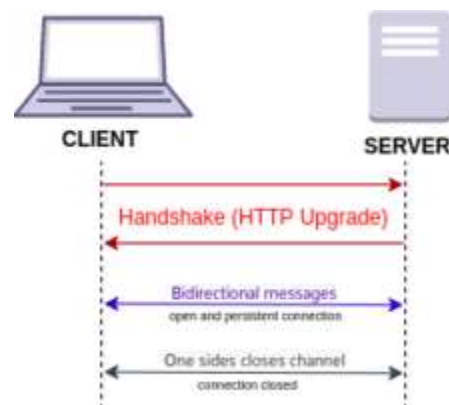 CLIENT
SERVER
Handshake (HTTP Upgrade)
Bidirectional messages
open and persistent connection
One sides closes channel
connection closed